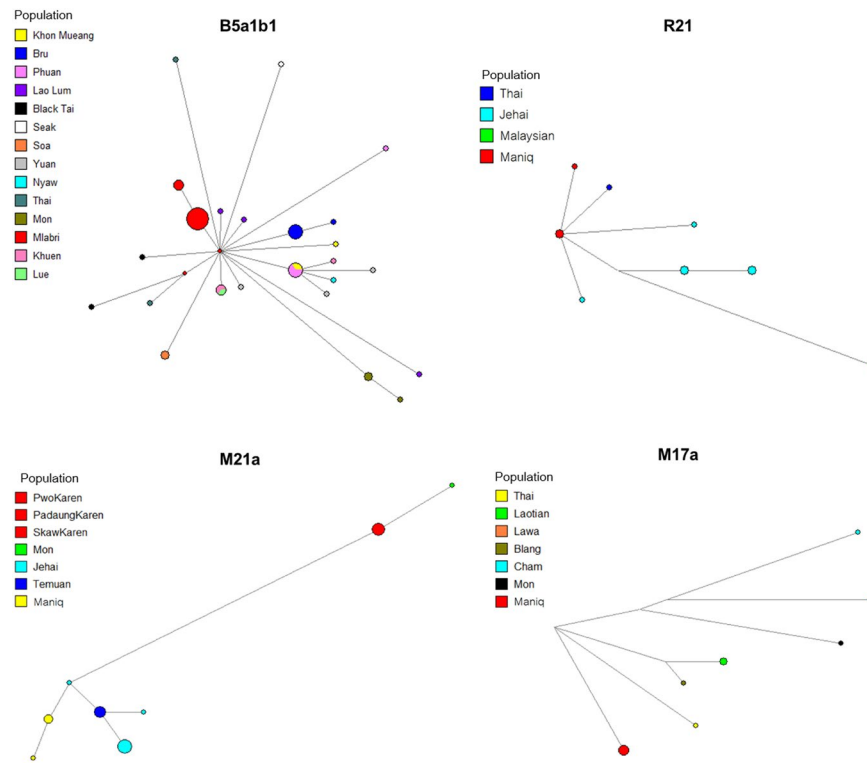 B5a1b1
Population
Khon Mueang
Bru
Phuan
Lao Lum
Black Tai
Seak
Soa
Yuan
Nyaw
Thai
Mon
Mlabri
Khuen
Lue
R21
Population
Thai
Jehai
Malaysian
Maniq
M21a
Population
PwoKaren
PadaungKaren
SkawKaren
Mon
Jehai
Temuan
Maniq
M17a
Population
Thai
Laotian
Lawa
Blang
Cham
Mon
Maniq